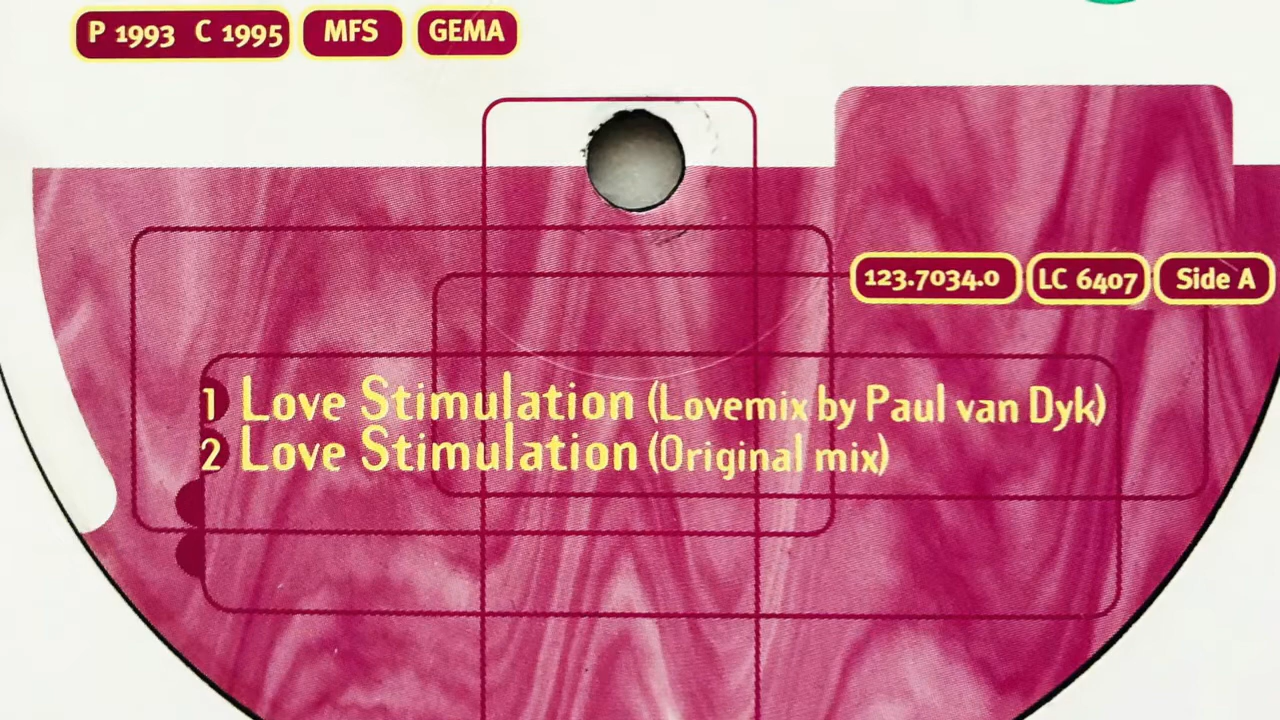 P 1993 C 1995 MFS GEMA
123.7034.0 LC 6407 Side A
1 Love Stimulation (Lovemix by Paul van Dyk)
2 Love Stimulation (Original mix)